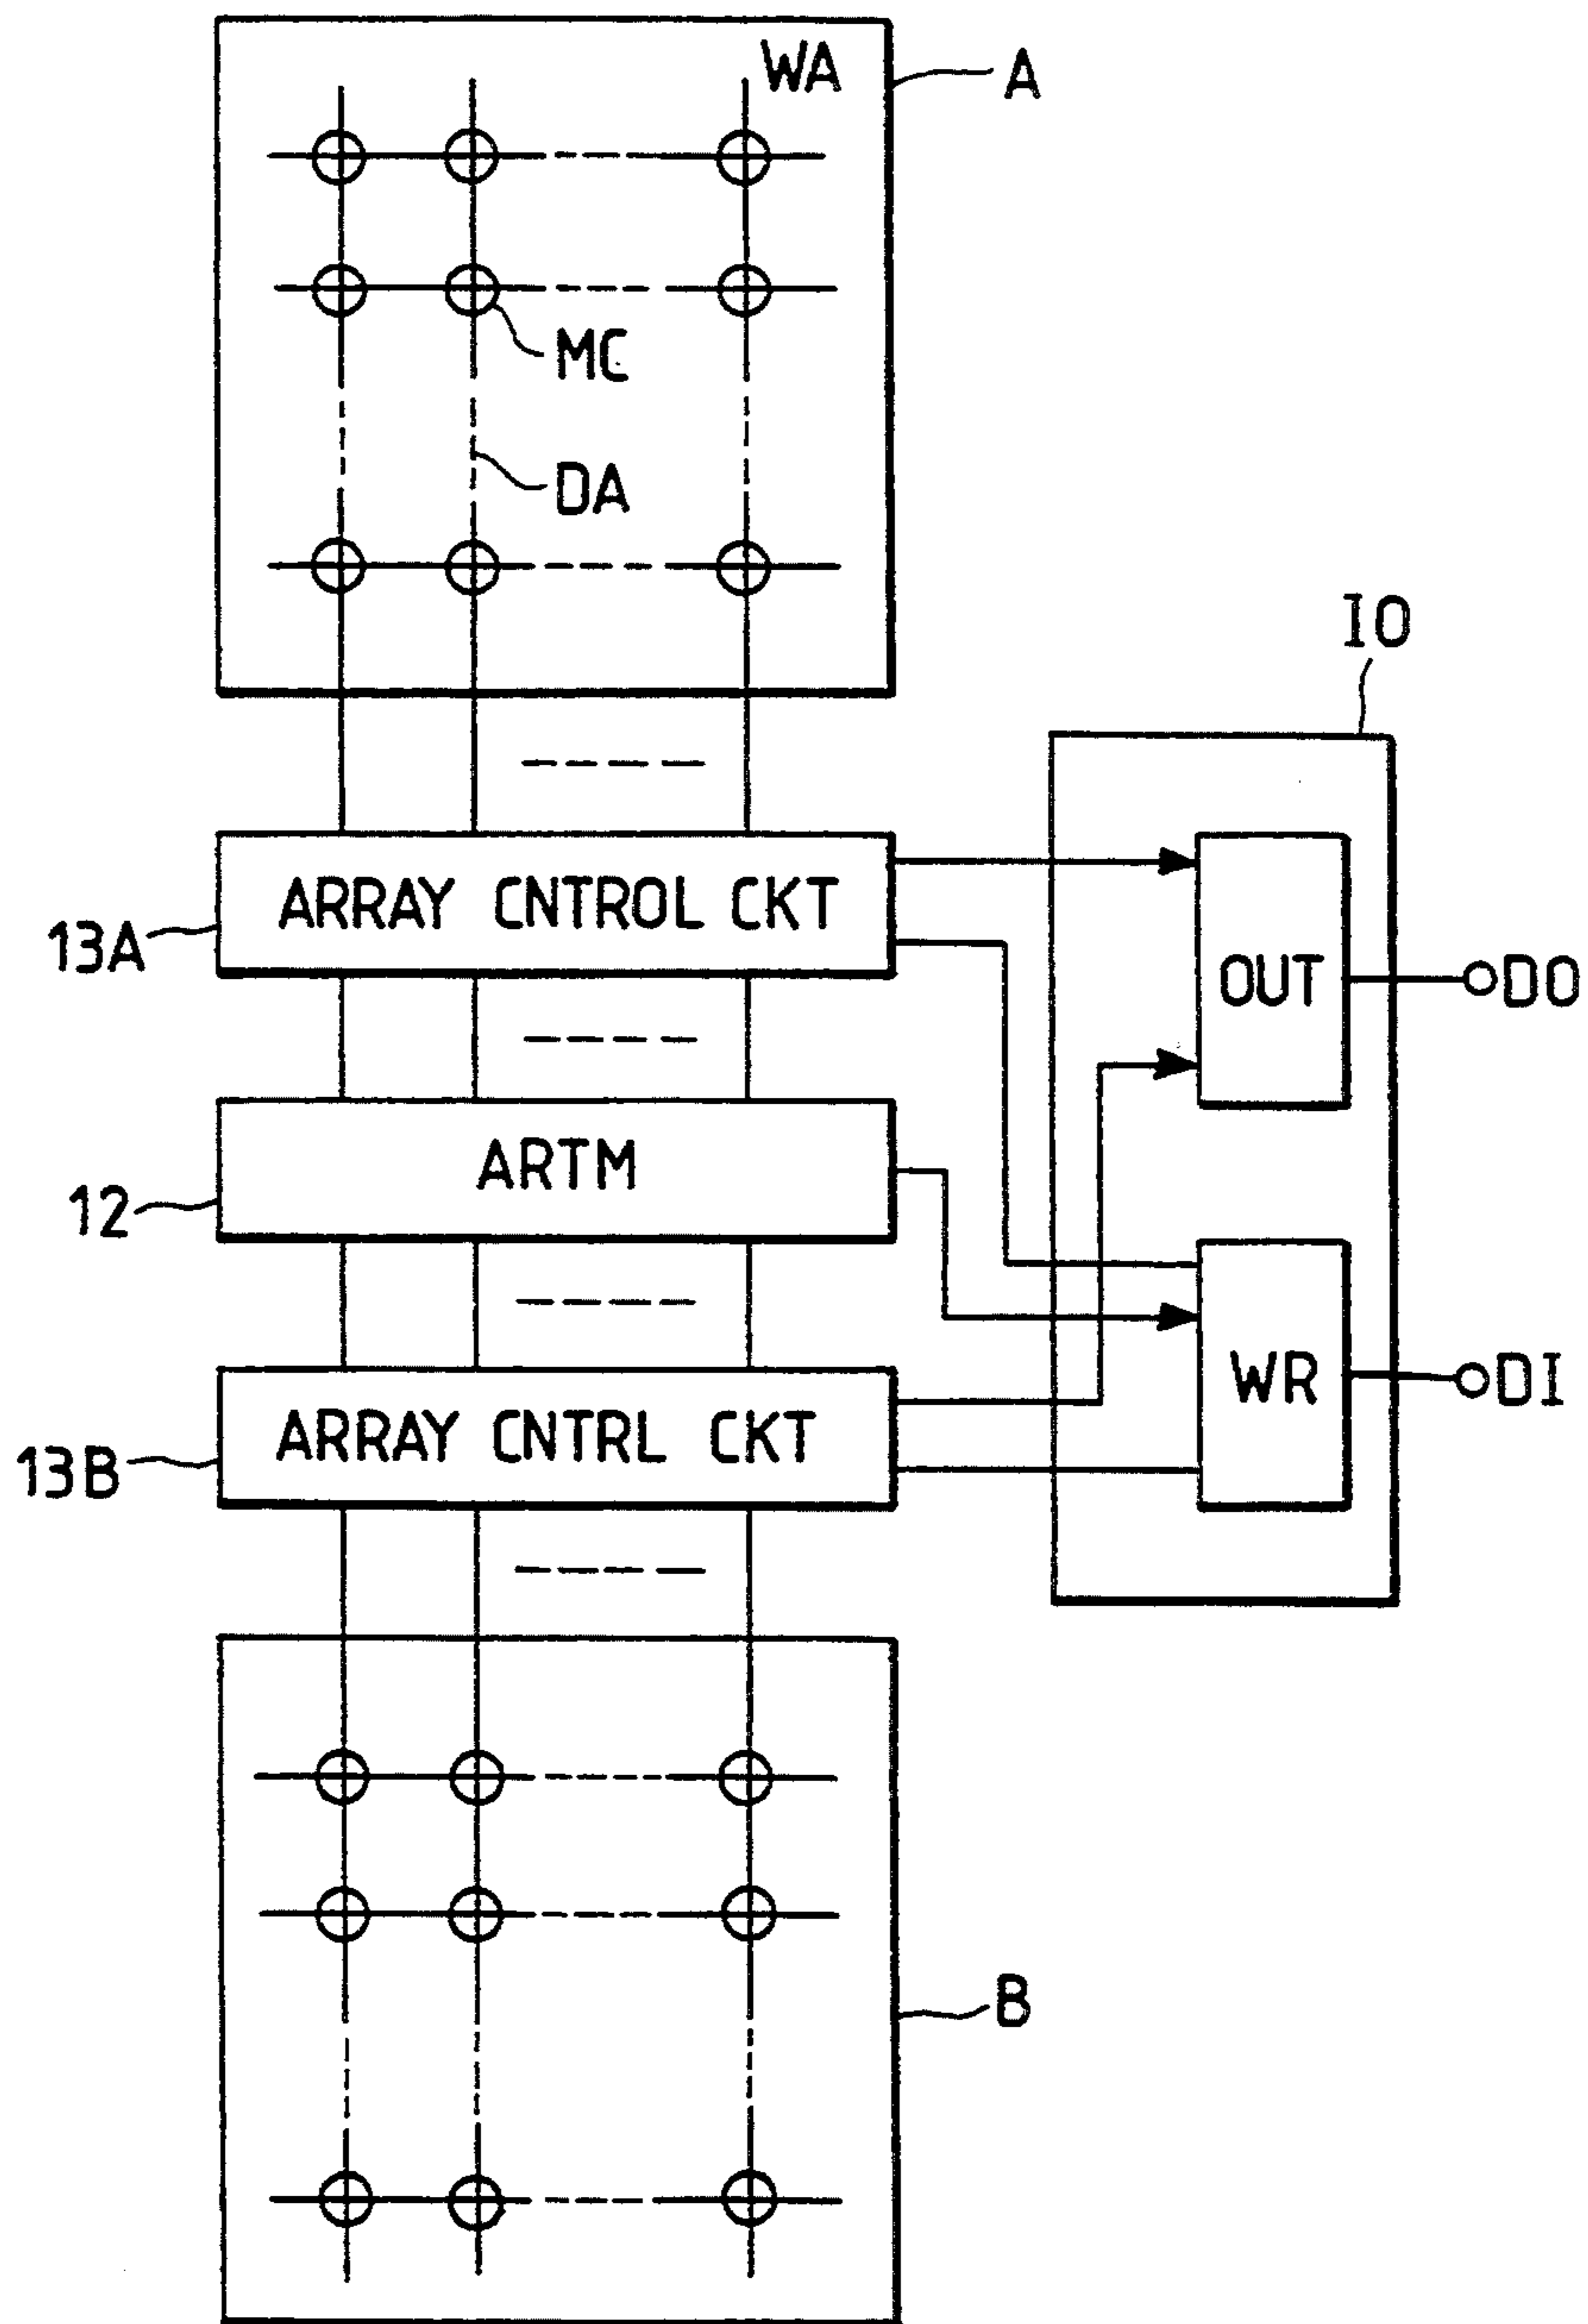 WA
A
MC
DA
IO
ARRAY CNTROL CKT
13A
OUT
DO
ARTM
12
WR
DI
ARRAY CNTRL CKT
13B
B